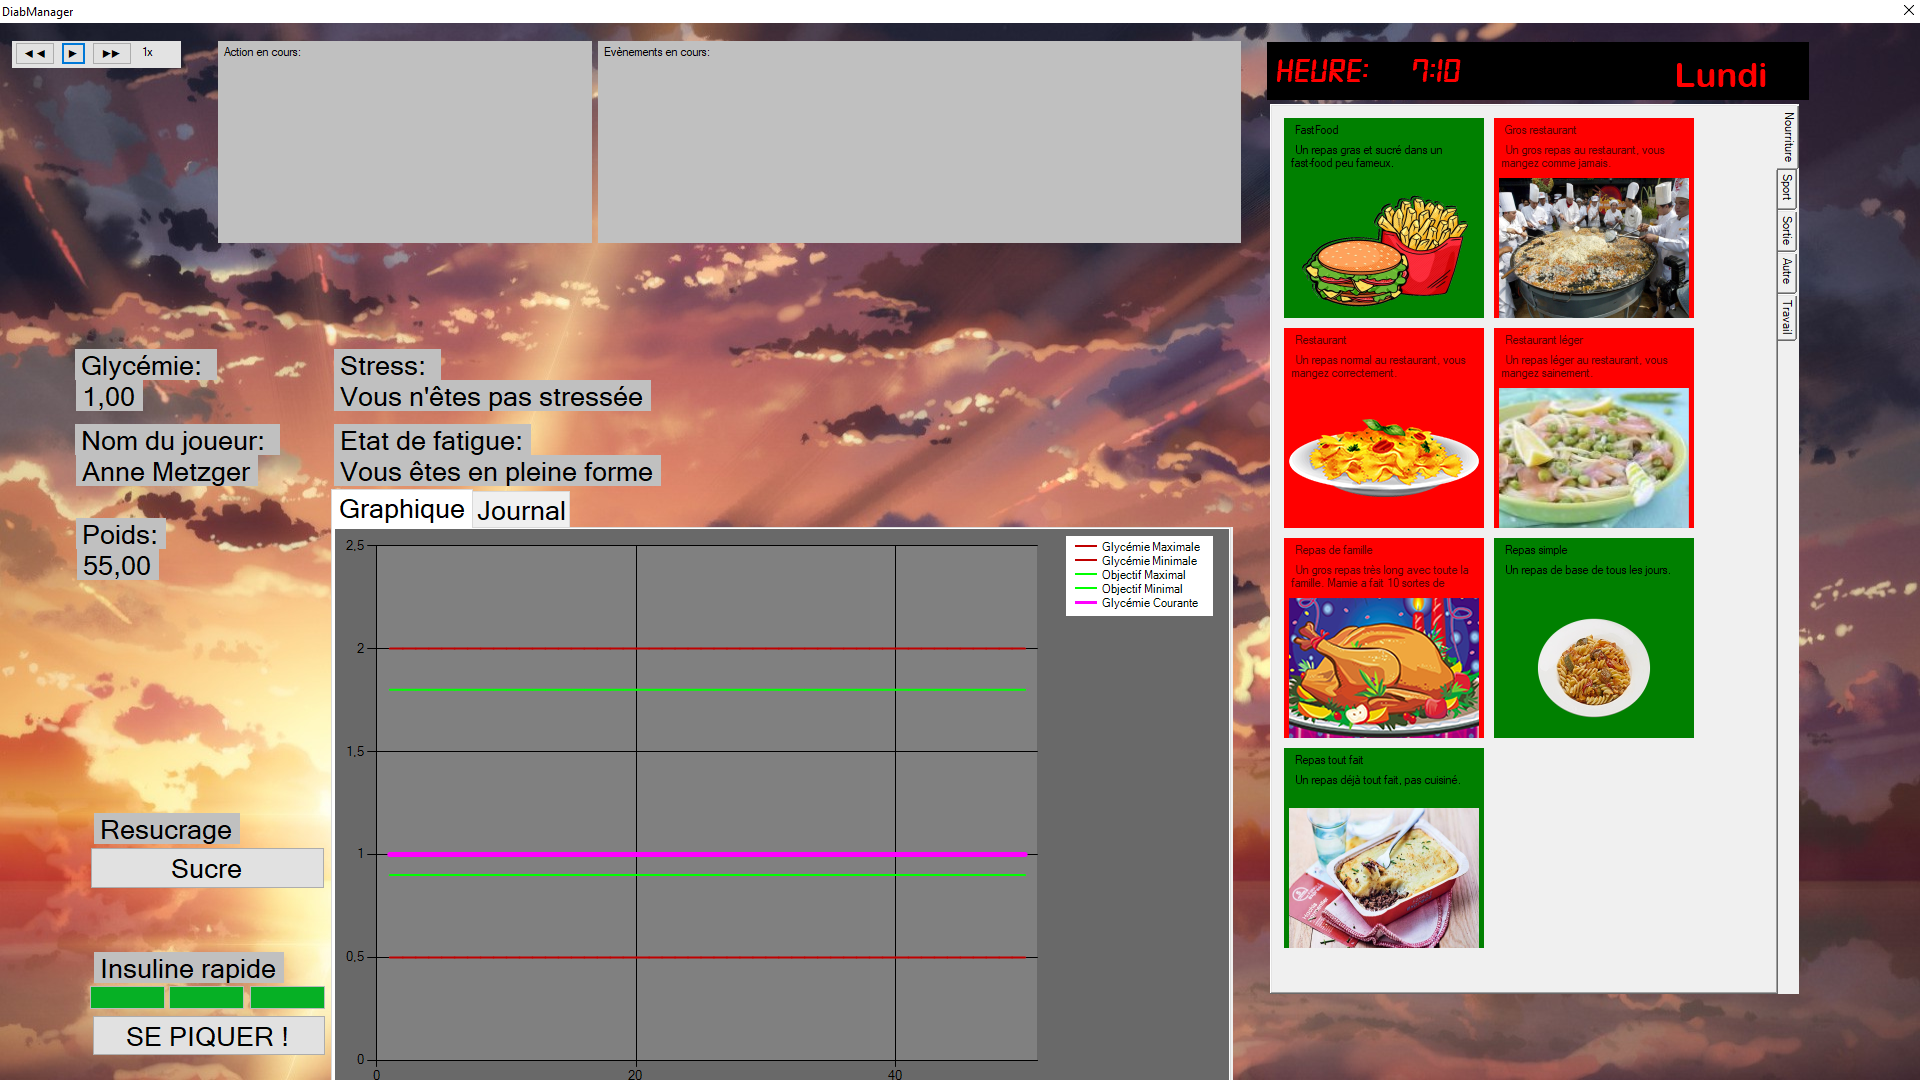 DiabManager
◄◄ ► ►► 1x
Action en cours:
Evènements en cours:
HEURE: 7:10
Lundi
Nourriture
Sport
Sortie
Autre
Travail
FastFood
Un repas gras et sucré dans un
fast-food peu fameux.
Gros restaurant
Un gros repas au restaurant, vous
mangez comme jamais.
Restaurant
Un repas normal au restaurant, vous
mangez correctement.
Restaurant léger
Un repas léger au restaurant, vous
mangez sainement.
Repas de famille
Un gros repas très long avec toute la
famille. Mamie a fait 10 sortes de
Repas simple
Un repas de base de tous les jours.
Repas tout fait
Un repas déjà tout fait, pas cuisiné.
Glycémie:
1,00
Stress:
Vous n'êtes pas stressée
Nom du joueur:
Anne Metzger
Etat de fatigue:
Vous êtes en pleine forme
Poids:
55,00
Graphique
Journal
2,5
2
1,5
1
0,5
0
0
20
40
Glycémie Maximale
Glycémie Minimale
Objectif Maximal
Objectif Minimal
Glycémie Courante
Resucrage
Sucre
Insuline rapide
SE PIQUER !